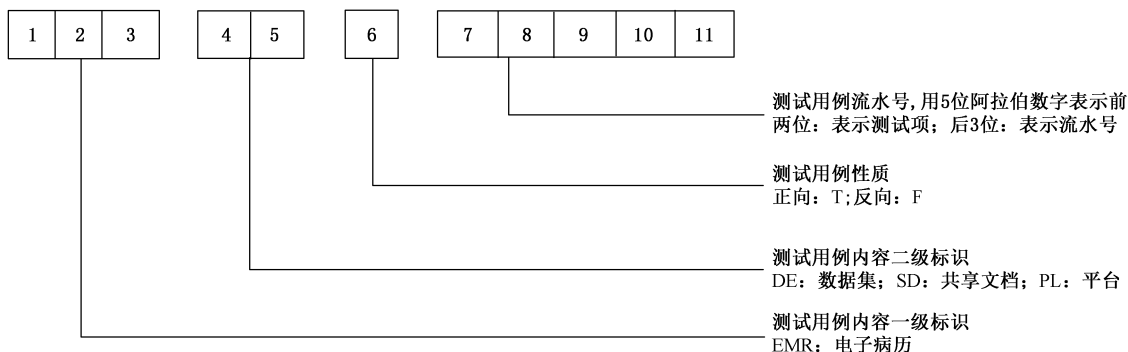 1 2 3 4 5 6 7 8 9 10 11
测试用例流水号,用5位阿拉伯数字表示前
两位：表示测试项；后3位：表示流水号
测试用例性质
正向：T;反向：F
测试用例内容二级标识
DE：数据集；SD：共享文档；PL：平台
测试用例内容一级标识
EMR：电子病历